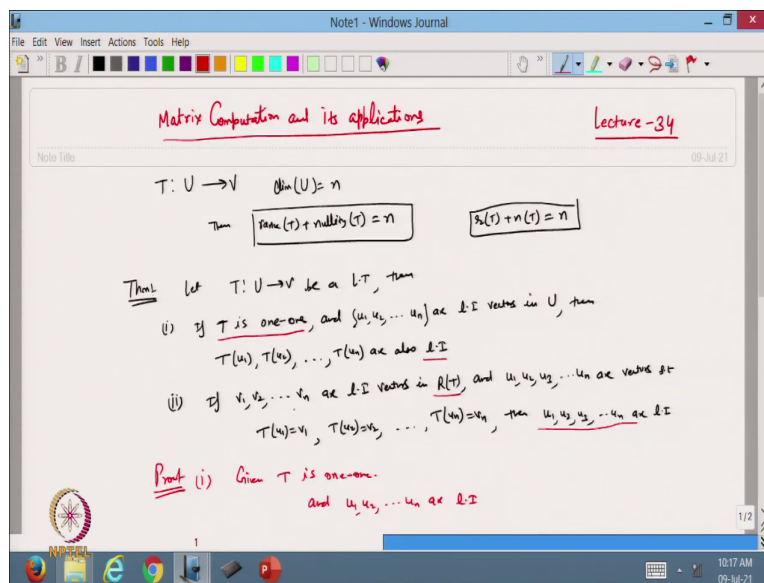 Note1 - Windows Journal
File Edit View Insert Actions Tools Help
Matrix Computation and its applications
Lecture-34
Note Title
09-Jul-21
T: U → V dim(U) = n
Then rank(T) + nullity(T) = n r(T) + n(T) = n
Thm1 Let T: U → V be a L.T, then
(i) If T is one-one, and {u1, u2, ... un} are l.I vectors in U, then
T(u1), T(u2), ..., T(un) are also l.I
(ii) If v1, v2, ... vn are l.I vectors in R(T), and u1, u2, u3, ... un are vectors st
T(u1)=v1, T(u2)=v2, ..., T(un)=vn, then u1, u2, u3, ... un are l.I
Proof (i) Given T is one-one.
and u1, u2, ... un are l.I
NPTEL
1
1/2
10:17 AM
09-Jul-21